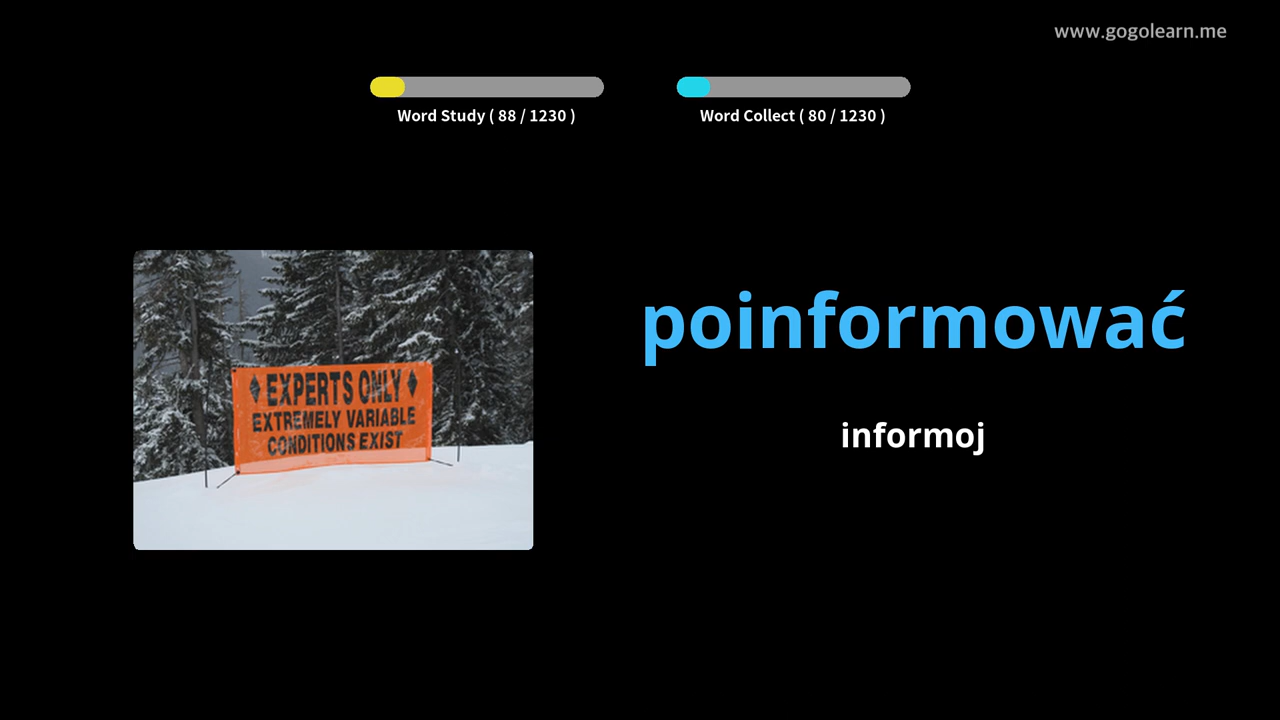 www.gogolearn.me
Word Study ( 88 / 1230 )
Word Collect ( 80 / 1230 )
EXPERTS ONLY
EXTREMELY VARIABLE
CONDITIONS EXIST
poinformować
informoj